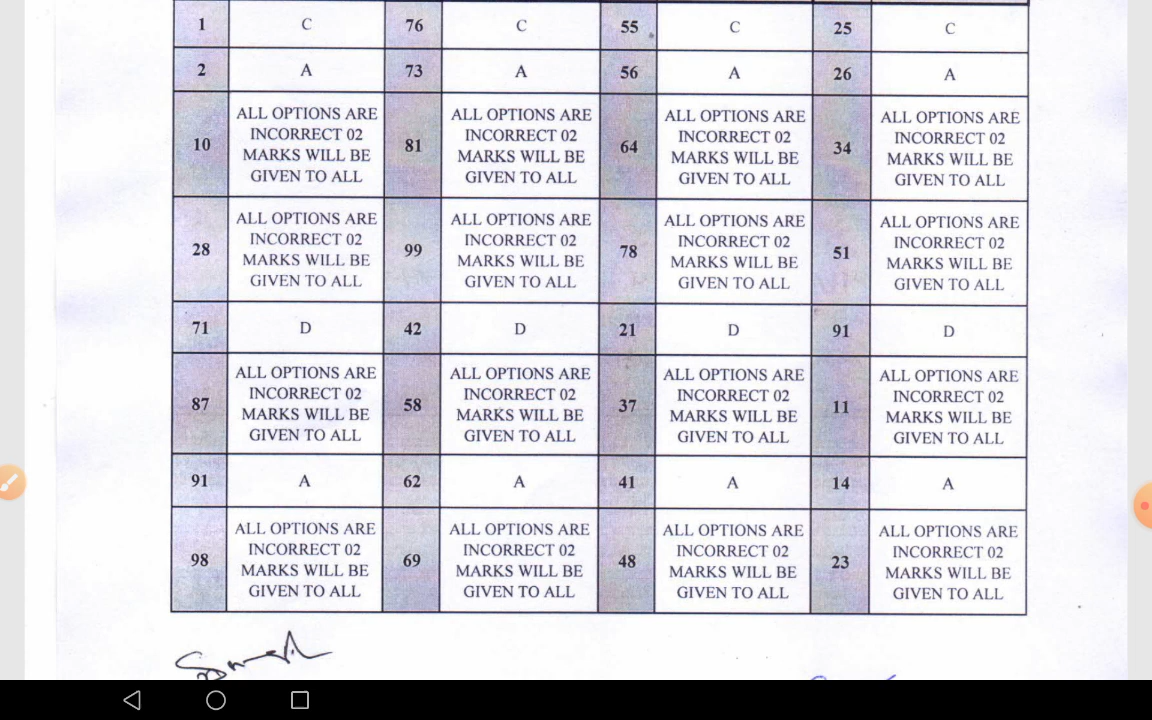 1 C 76 C 55 C 25 C
2 A 73 A 56 A 26 A
10 ALL OPTIONS ARE INCORRECT 02 MARKS WILL BE GIVEN TO ALL 81 ALL OPTIONS ARE INCORRECT 02 MARKS WILL BE GIVEN TO ALL 64 ALL OPTIONS ARE INCORRECT 02 MARKS WILL BE GIVEN TO ALL 34 ALL OPTIONS ARE INCORRECT 02 MARKS WILL BE GIVEN TO ALL
28 ALL OPTIONS ARE INCORRECT 02 MARKS WILL BE GIVEN TO ALL 99 ALL OPTIONS ARE INCORRECT 02 MARKS WILL BE GIVEN TO ALL 78 ALL OPTIONS ARE INCORRECT 02 MARKS WILL BE GIVEN TO ALL 51 ALL OPTIONS ARE INCORRECT 02 MARKS WILL BE GIVEN TO ALL
71 D 42 D 21 D 91 D
87 ALL OPTIONS ARE INCORRECT 02 MARKS WILL BE GIVEN TO ALL 58 ALL OPTIONS ARE INCORRECT 02 MARKS WILL BE GIVEN TO ALL 37 ALL OPTIONS ARE INCORRECT 02 MARKS WILL BE GIVEN TO ALL 11 ALL OPTIONS ARE INCORRECT 02 MARKS WILL BE GIVEN TO ALL
91 A 62 A 41 A 14 A
98 ALL OPTIONS ARE INCORRECT 02 MARKS WILL BE GIVEN TO ALL 69 ALL OPTIONS ARE INCORRECT 02 MARKS WILL BE GIVEN TO ALL 48 ALL OPTIONS ARE INCORRECT 02 MARKS WILL BE GIVEN TO ALL 23 ALL OPTIONS ARE INCORRECT 02 MARKS WILL BE GIVEN TO ALL